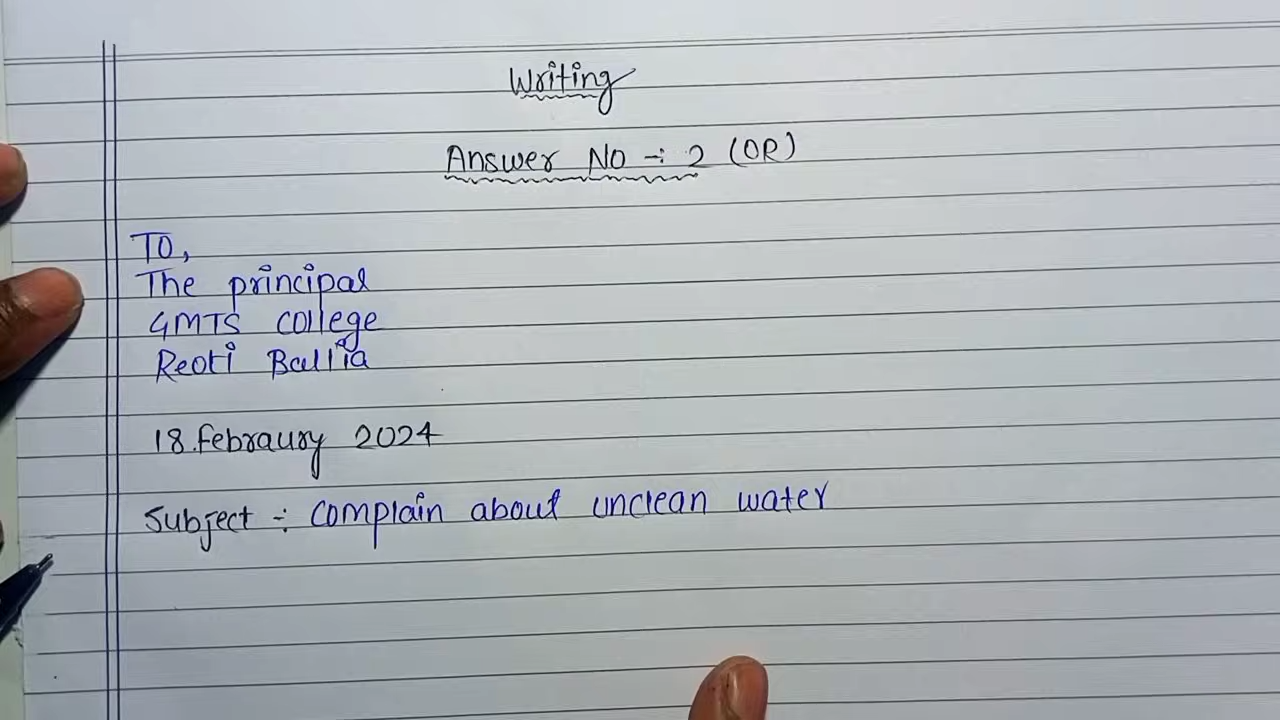 Writing
Answer No -: 2 (OR)
To,
The principal
GMTS college
Reoti Ballia
18.Febraury 2024
Subject -: Complain about unclean water